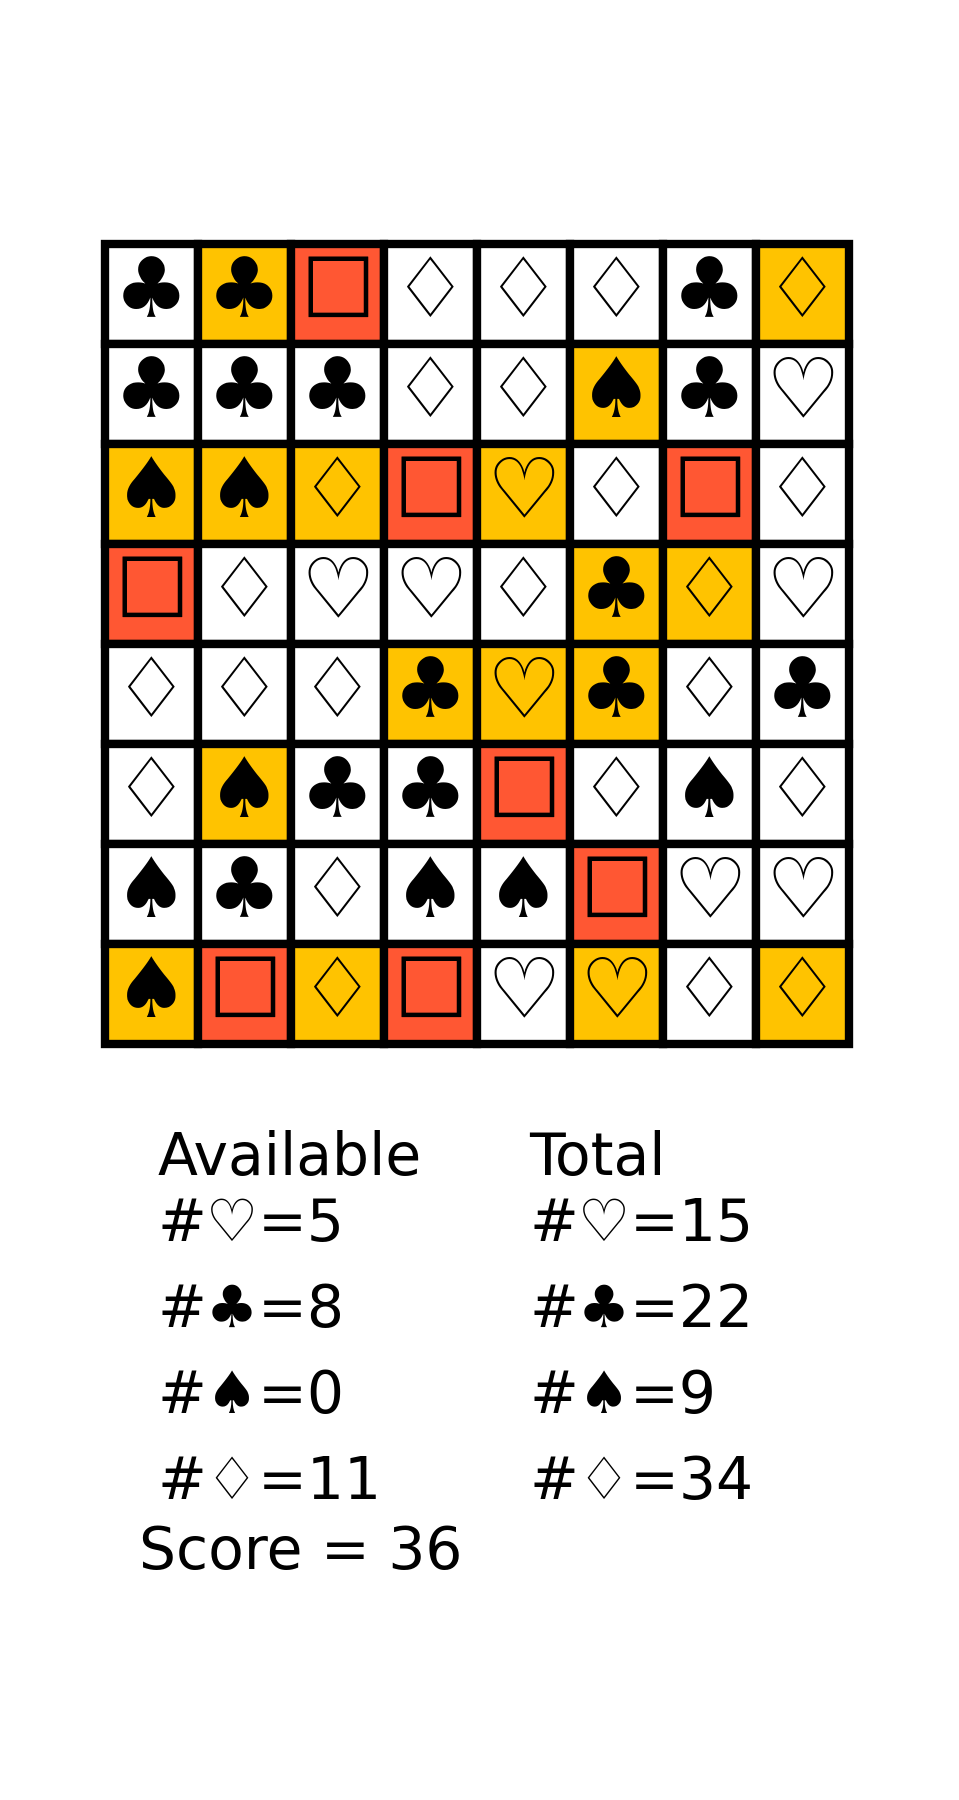 ♣ ♣ □ ♢ ♢ ♢ ♣ ♢
♣ ♣ ♣ ♢ ♢ ♠ ♣ ♡
♠ ♠ ♢ □ ♡ ♢ □ ♢
□ ♢ ♡ ♡ ♢ ♣ ♢ ♡
♢ ♢ ♢ ♣ ♡ ♣ ♢ ♣
♢ ♠ ♣ ♣ □ ♢ ♠ ♢
♠ ♣ ♢ ♠ ♠ □ ♡ ♡
♠ □ ♢ □ ♡ ♡ ♢ ♢
Available Total
#♡=5 #♡=15
#♣=8 #♣=22
#♠=0 #♠=9
#♢=11 #♢=34
Score = 36